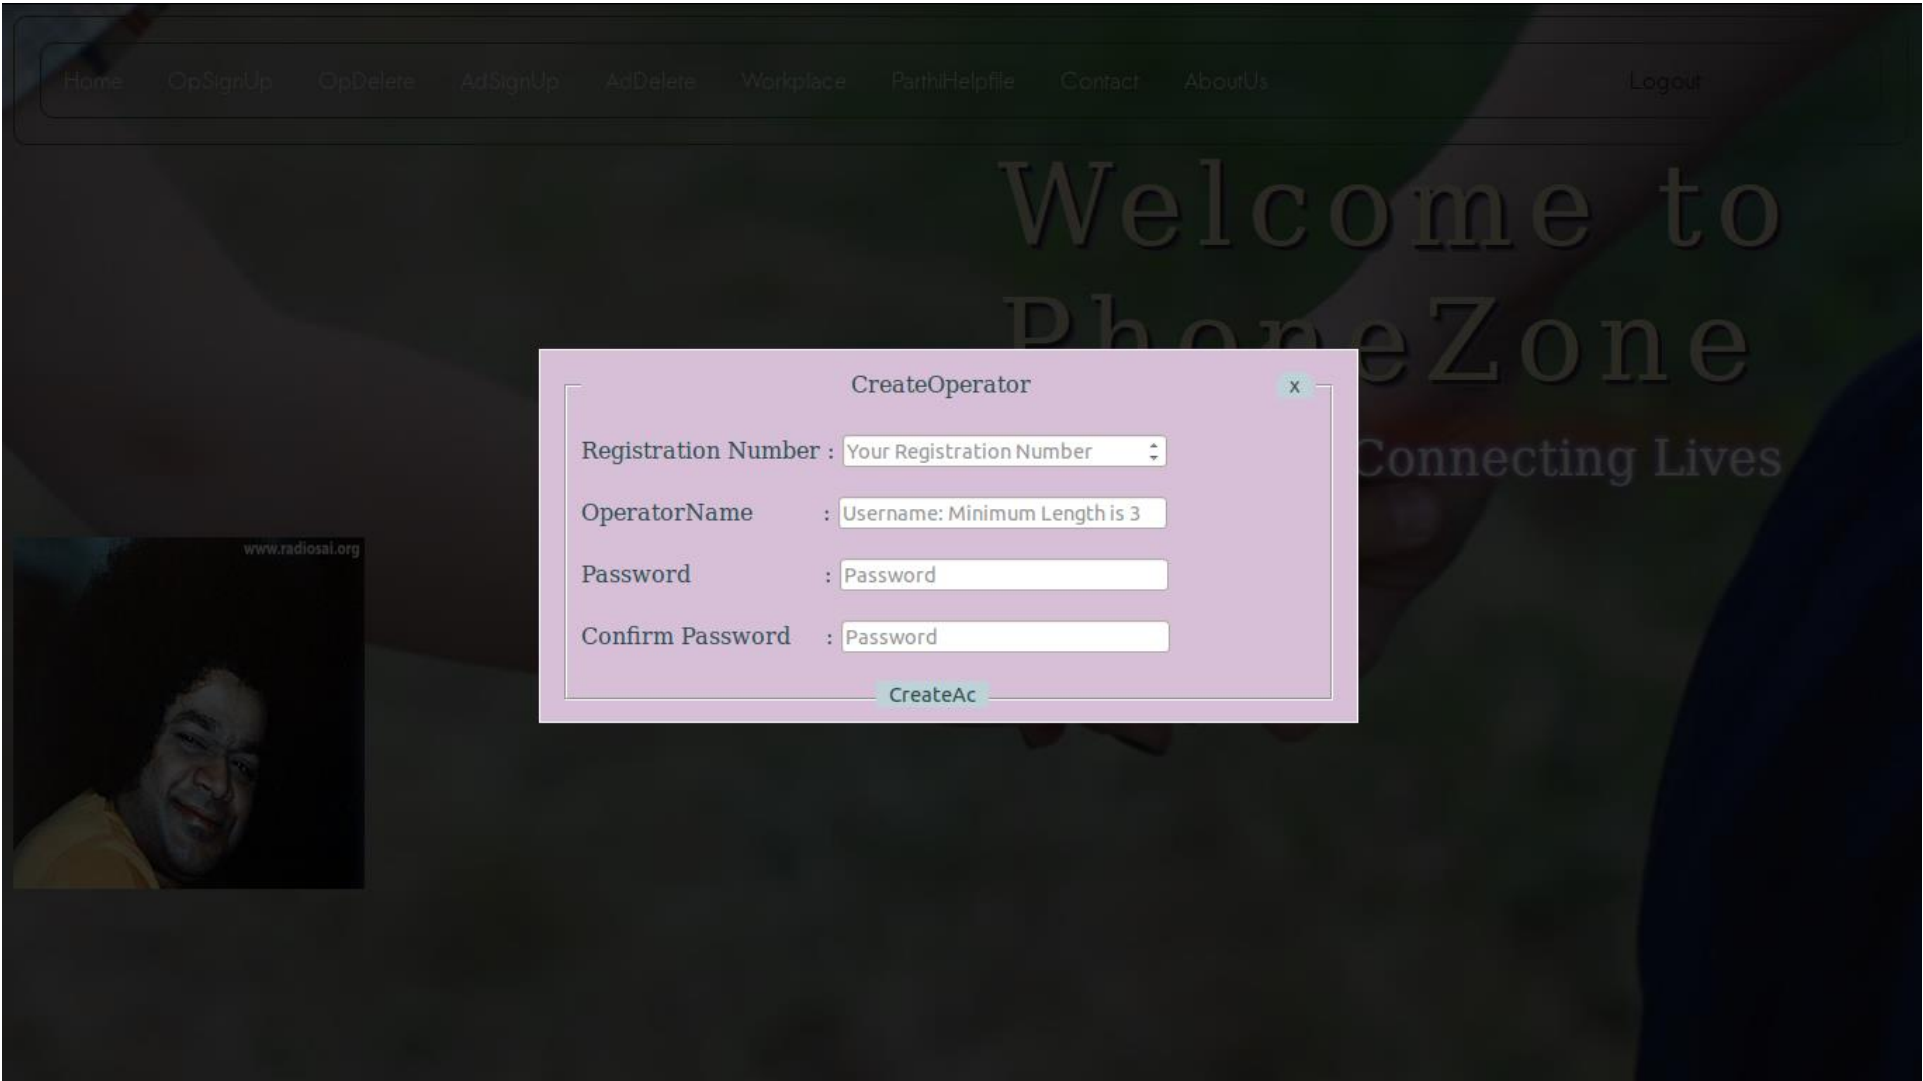 Home OpSignUp OpDelete AdSignUp AdDelete Workplace ParthiHelpfile Contact AboutUs Logout
Welcome to
PhoneZone
Connecting Lives
CreateOperator x
Registration Number : Your Registration Number
OperatorName : Username: Minimum Length is 3
Password : Password
Confirm Password : Password
CreateAc
www.radiosai.org